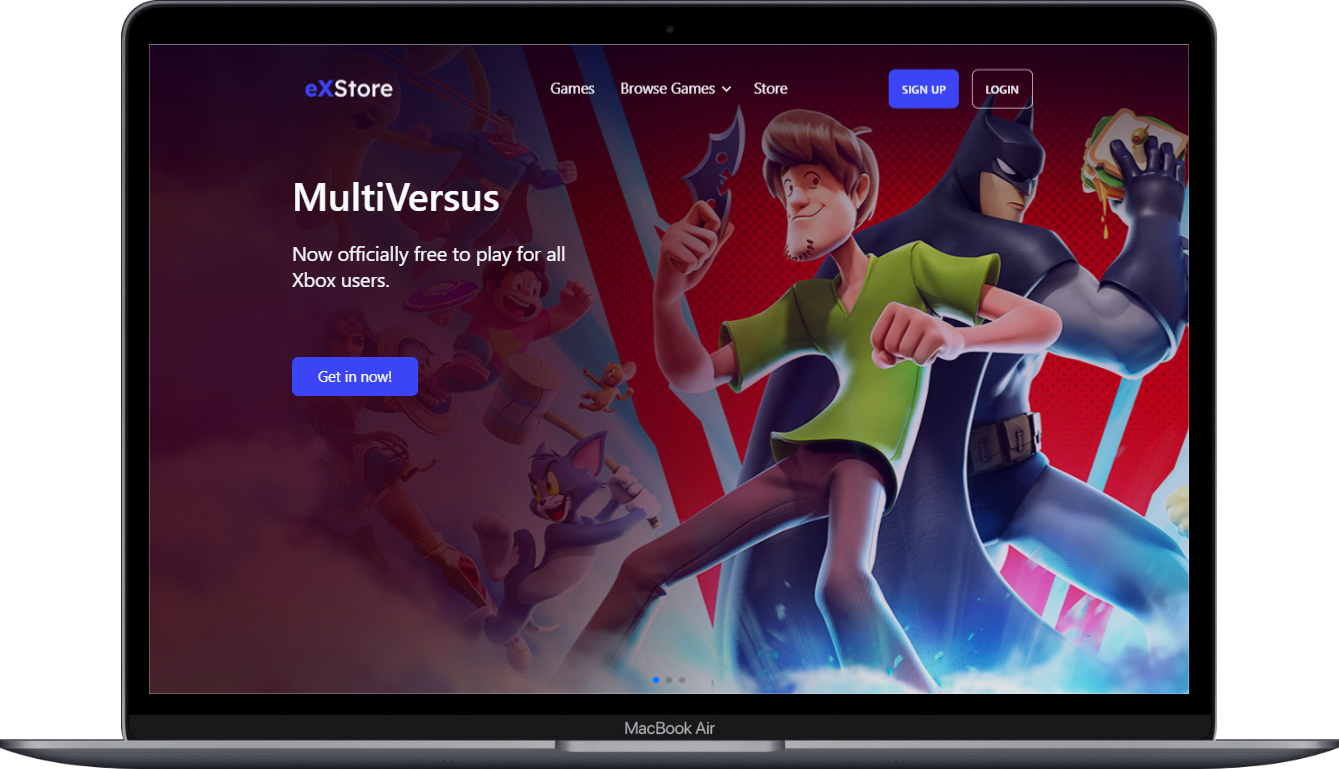 eXStore
Games
Browse Games
Store
SIGN UP
LOGIN
MultiVersus
Now officially free to play for all
Xbox users.
Get in now!
MacBook Air